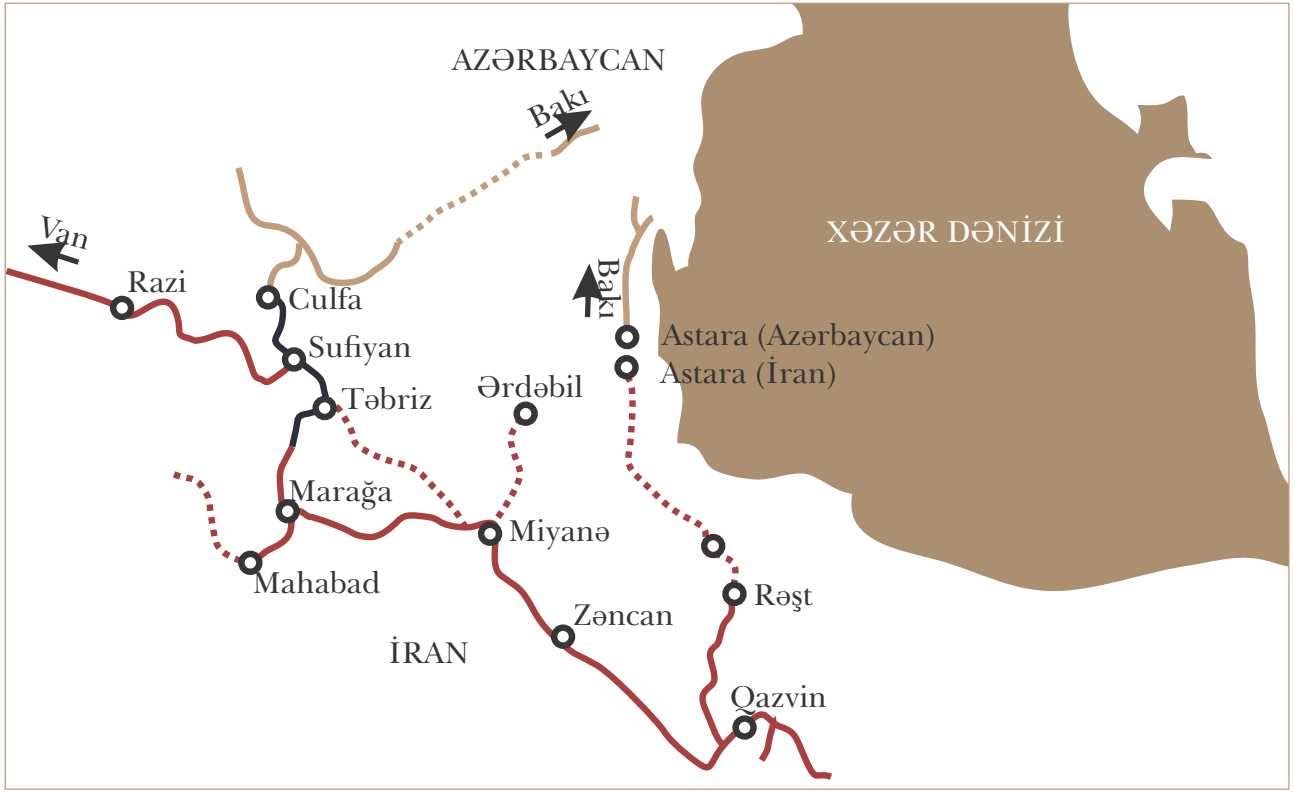 AZƏRBAYCAN
Bakı
Van
XƏZƏR DƏNİZİ
Razi
Culfa
Bakı
Sufiyan
Astara (Azərbaycan)
Astara (İran)
Təbriz
Ərdəbil
Marağa
Miyanə
Mahabad
Rəşt
Zəncan
İRAN
Qazvin